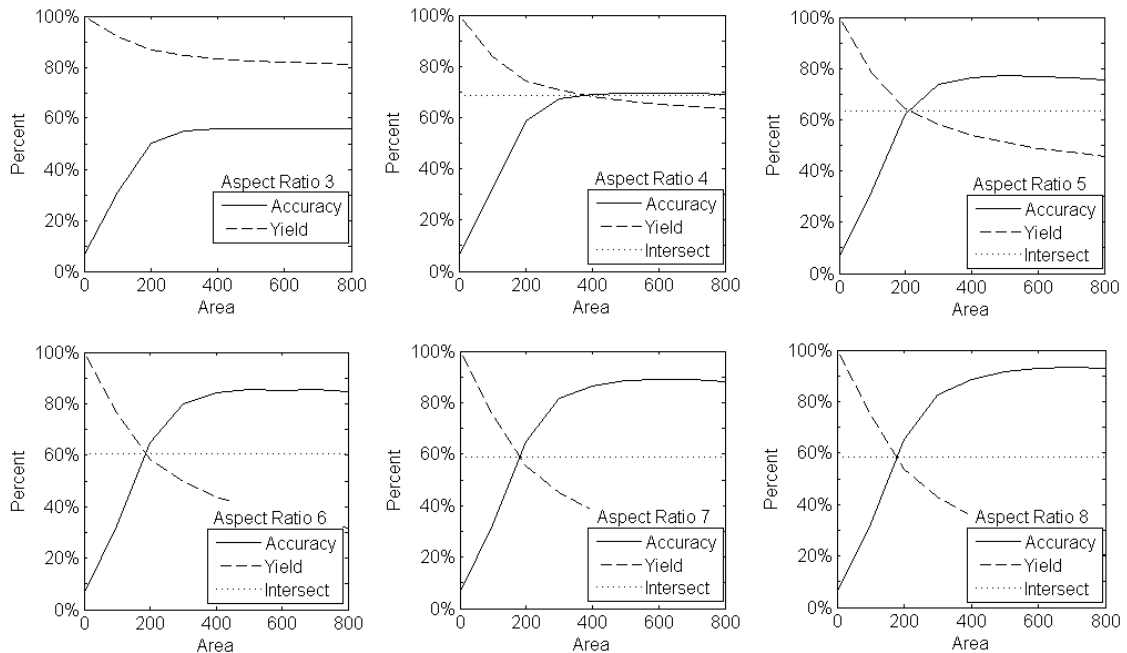 100%
80%
60%
40%
20%
0%
Percent
Aspect Ratio 3
Accuracy
Yield
0 200 400 600 800
Area
100%
80%
60%
40%
20%
0%
Percent
Aspect Ratio 4
Accuracy
Yield
Intersect
0 200 400 600 800
Area
100%
80%
60%
40%
20%
0%
Percent
Aspect Ratio 5
Accuracy
Yield
Intersect
0 200 400 600 800
Area
100%
80%
60%
40%
20%
0%
Percent
Aspect Ratio 6
Accuracy
Yield
Intersect
0 200 400 600 800
Area
100%
80%
60%
40%
20%
0%
Percent
Aspect Ratio 7
Accuracy
Yield
Intersect
0 200 400 600 800
Area
100%
80%
60%
40%
20%
0%
Percent
Aspect Ratio 8
Accuracy
Yield
Intersect
0 200 400 600 800
Area